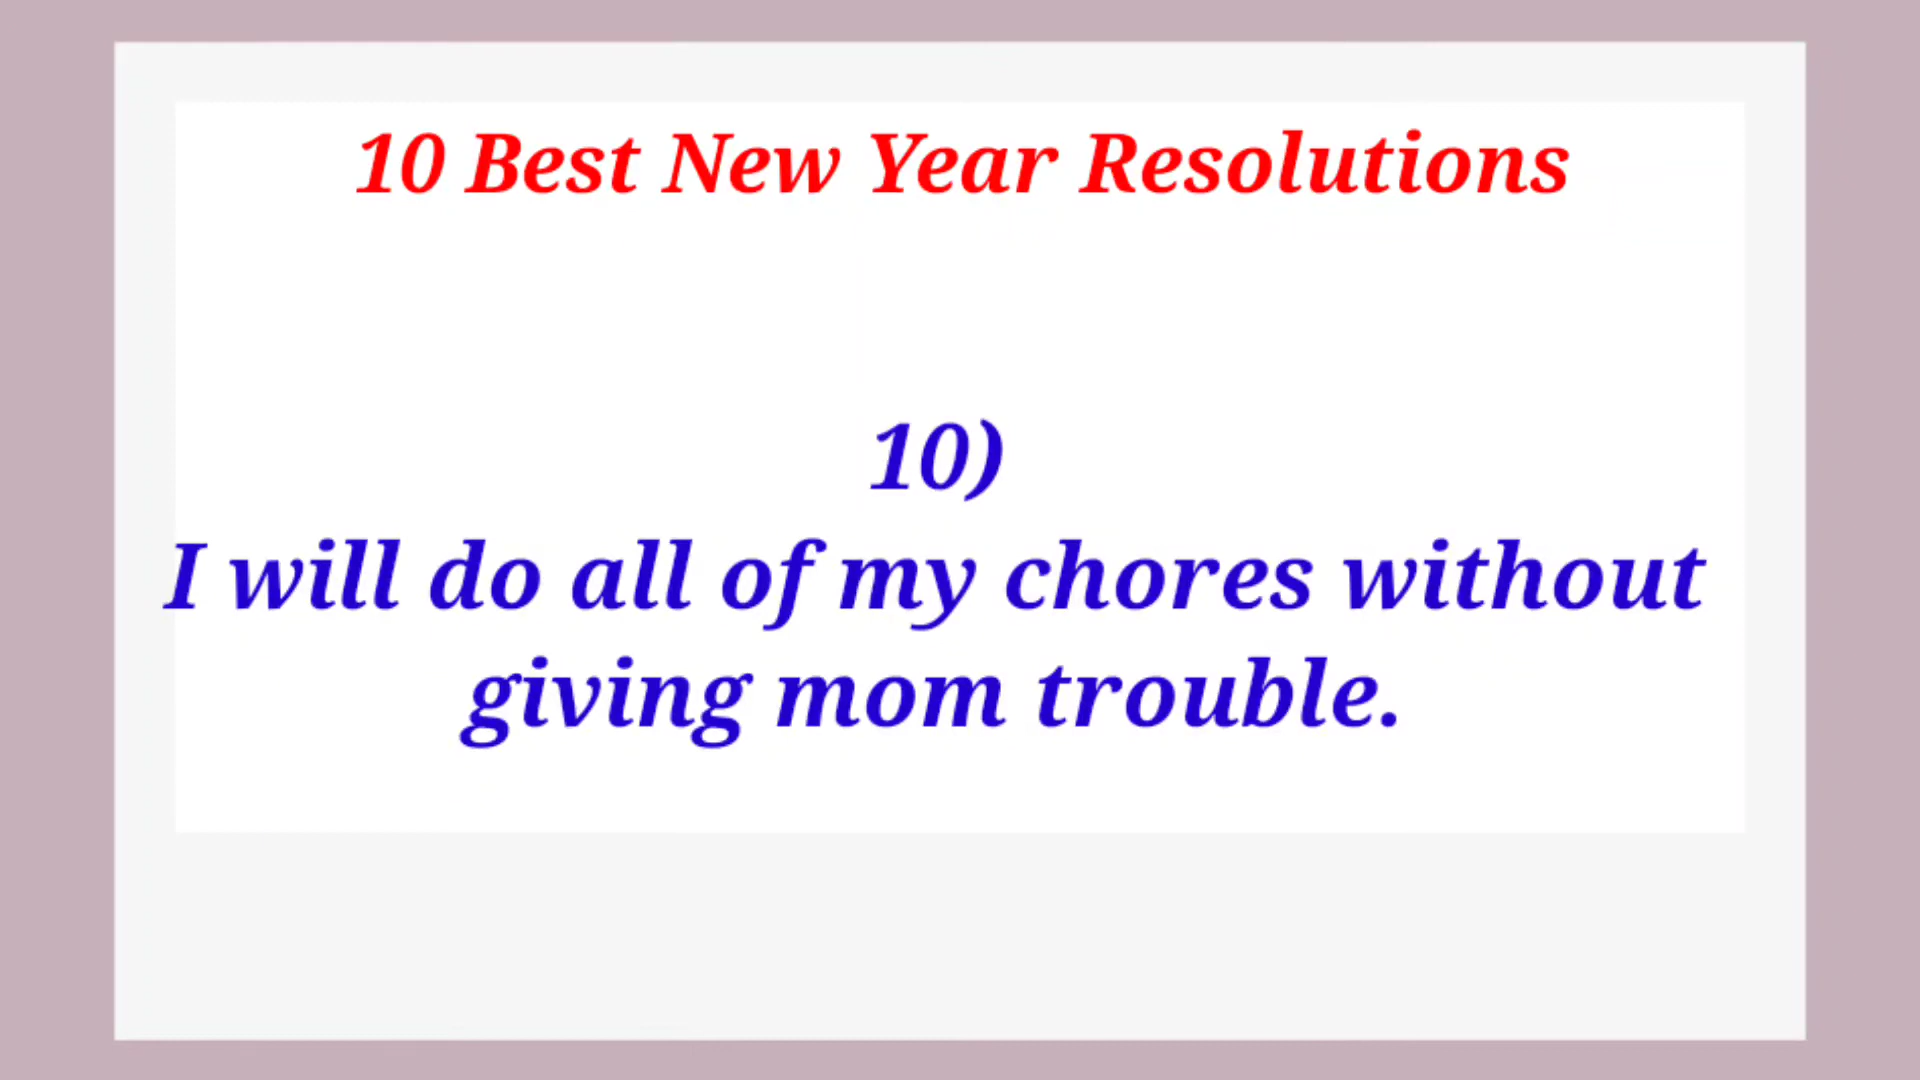 10 Best New Year Resolutions
10)
I will do all of my chores without
giving mom trouble.